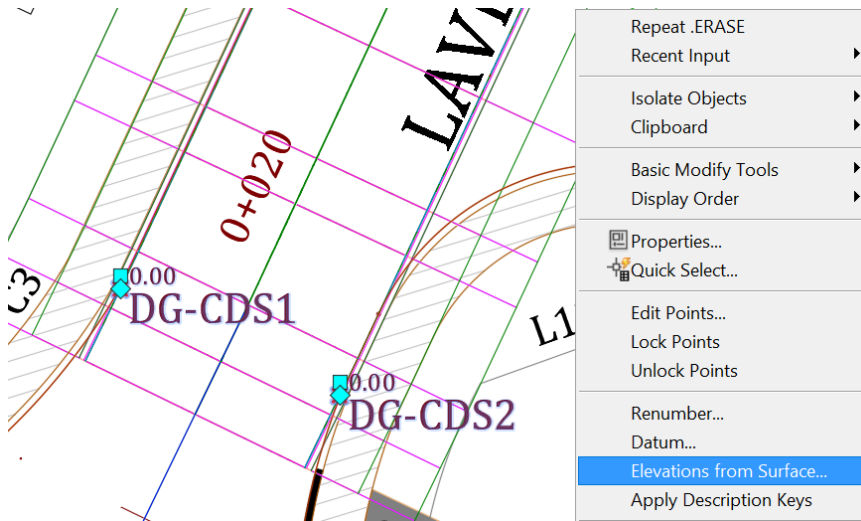 LAV
0+020
C3
0.00
DG-CDS1
L1
0.00
DG-CDS2
Repeat .ERASE
Recent Input
Isolate Objects
Clipboard
Basic Modify Tools
Display Order
Properties...
Quick Select...
Edit Points...
Lock Points
Unlock Points
Renumber...
Datum...
Elevations from Surface...
Apply Description Keys